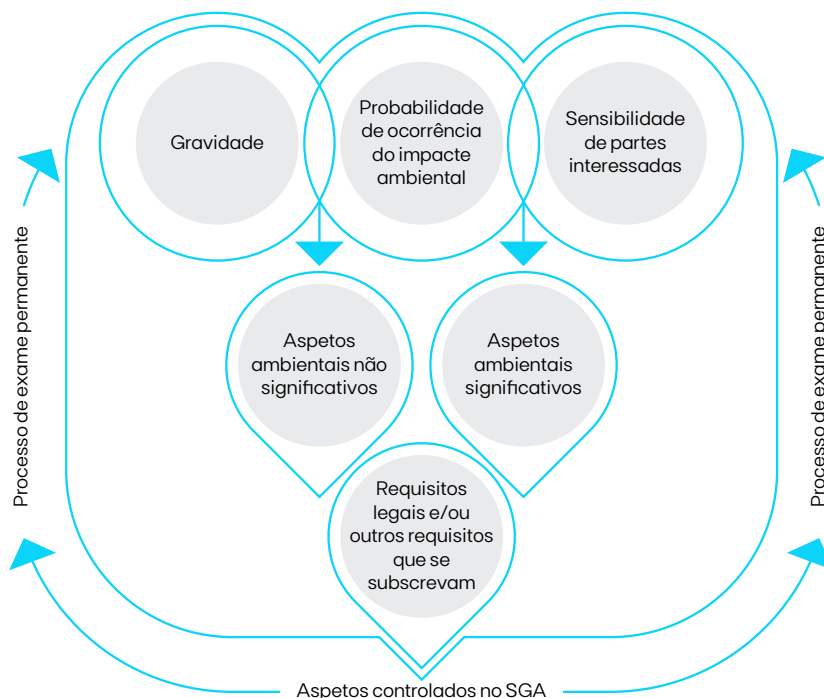 Gravidade
Probabilidade
de ocorrência
do impacte
ambiental
Sensibilidade
de partes
interessadas
Processo de exame permanente
Processo de exame permanente
Aspetos
ambientais não
significativos
Aspetos
ambientais
significativos
Requisitos
legais e/ou
outros requisitos
que se
subscrevam
Aspetos controlados no SGA